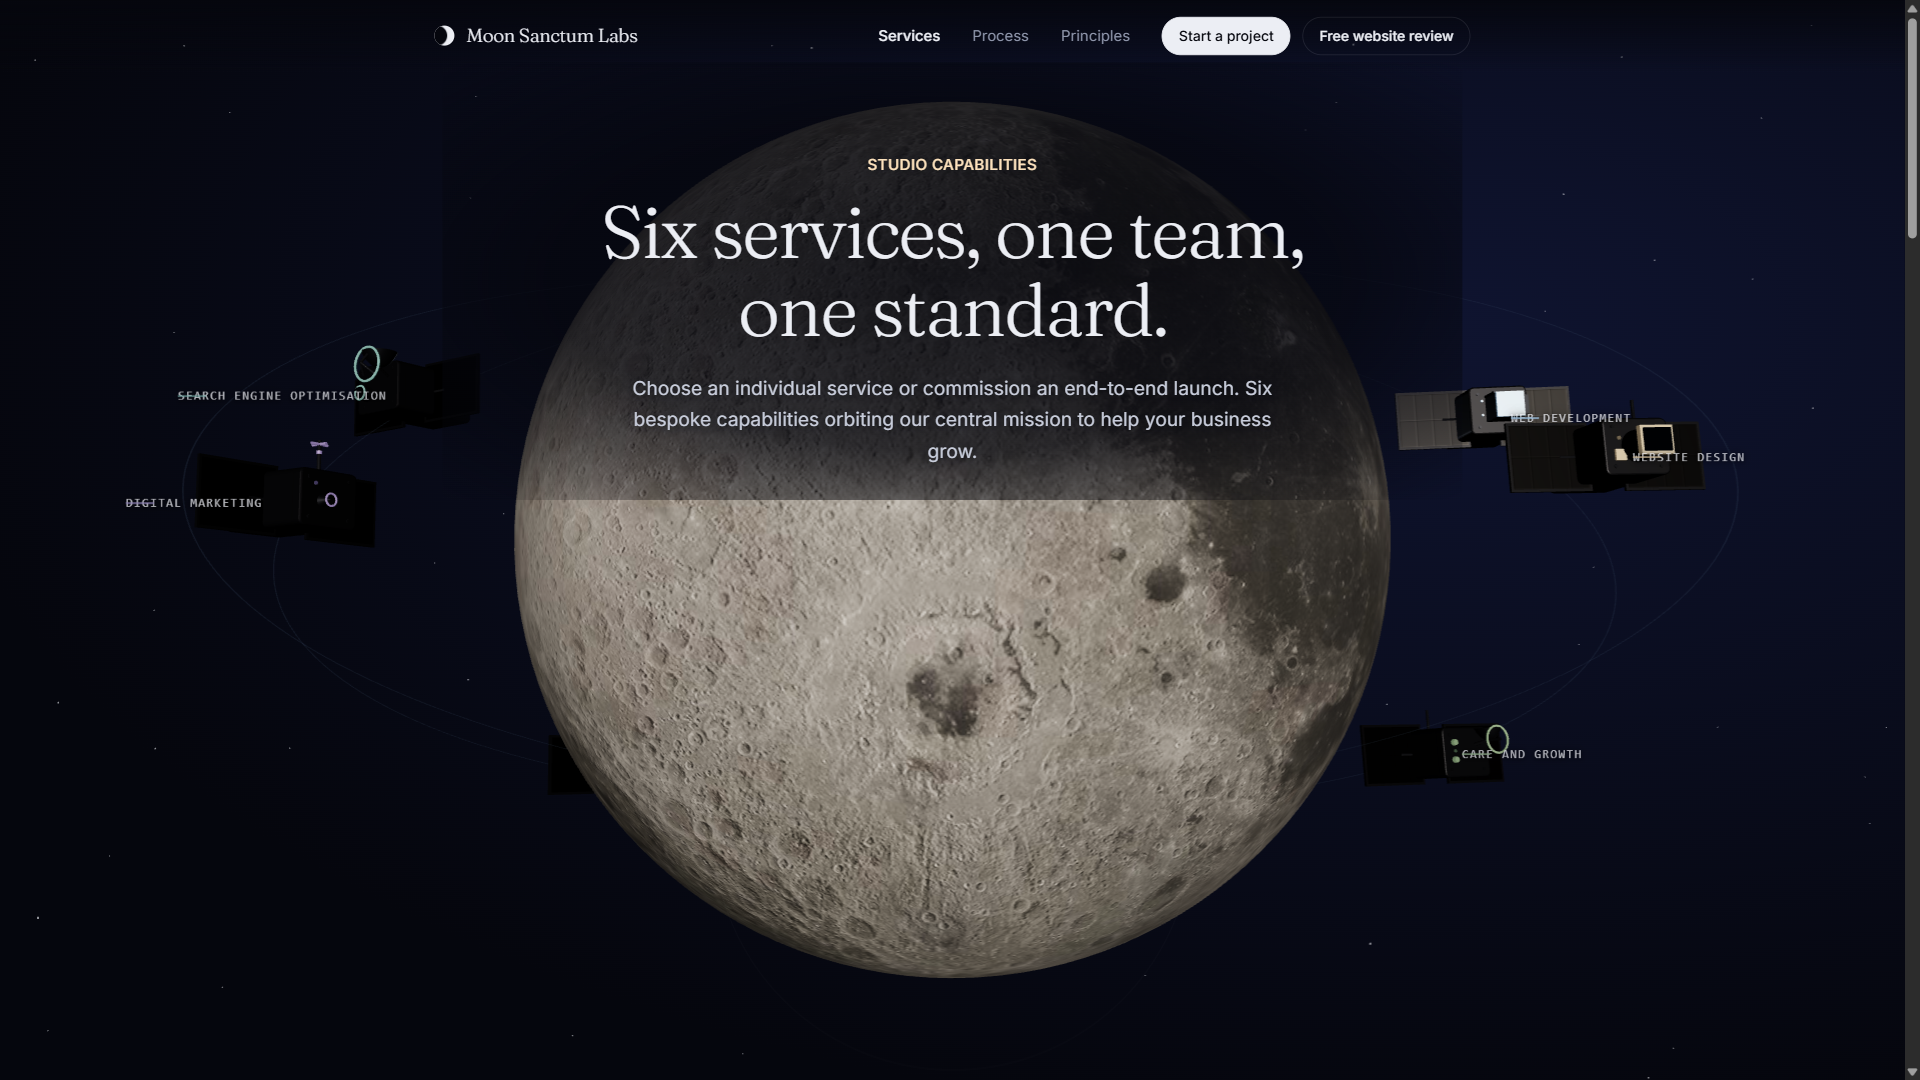 Moon Sanctum Labs
Services
Process
Principles
Start a project
Free website review
STUDIO CAPABILITIES
Six services, one team,
one standard.
Choose an individual service or commission an end-to-end launch. Six
bespoke capabilities orbiting our central mission to help your business
grow.
SEARCH ENGINE OPTIMISATION
WEB DEVELOPMENT
WEBSITE DESIGN
DIGITAL MARKETING
CARE AND GROWTH